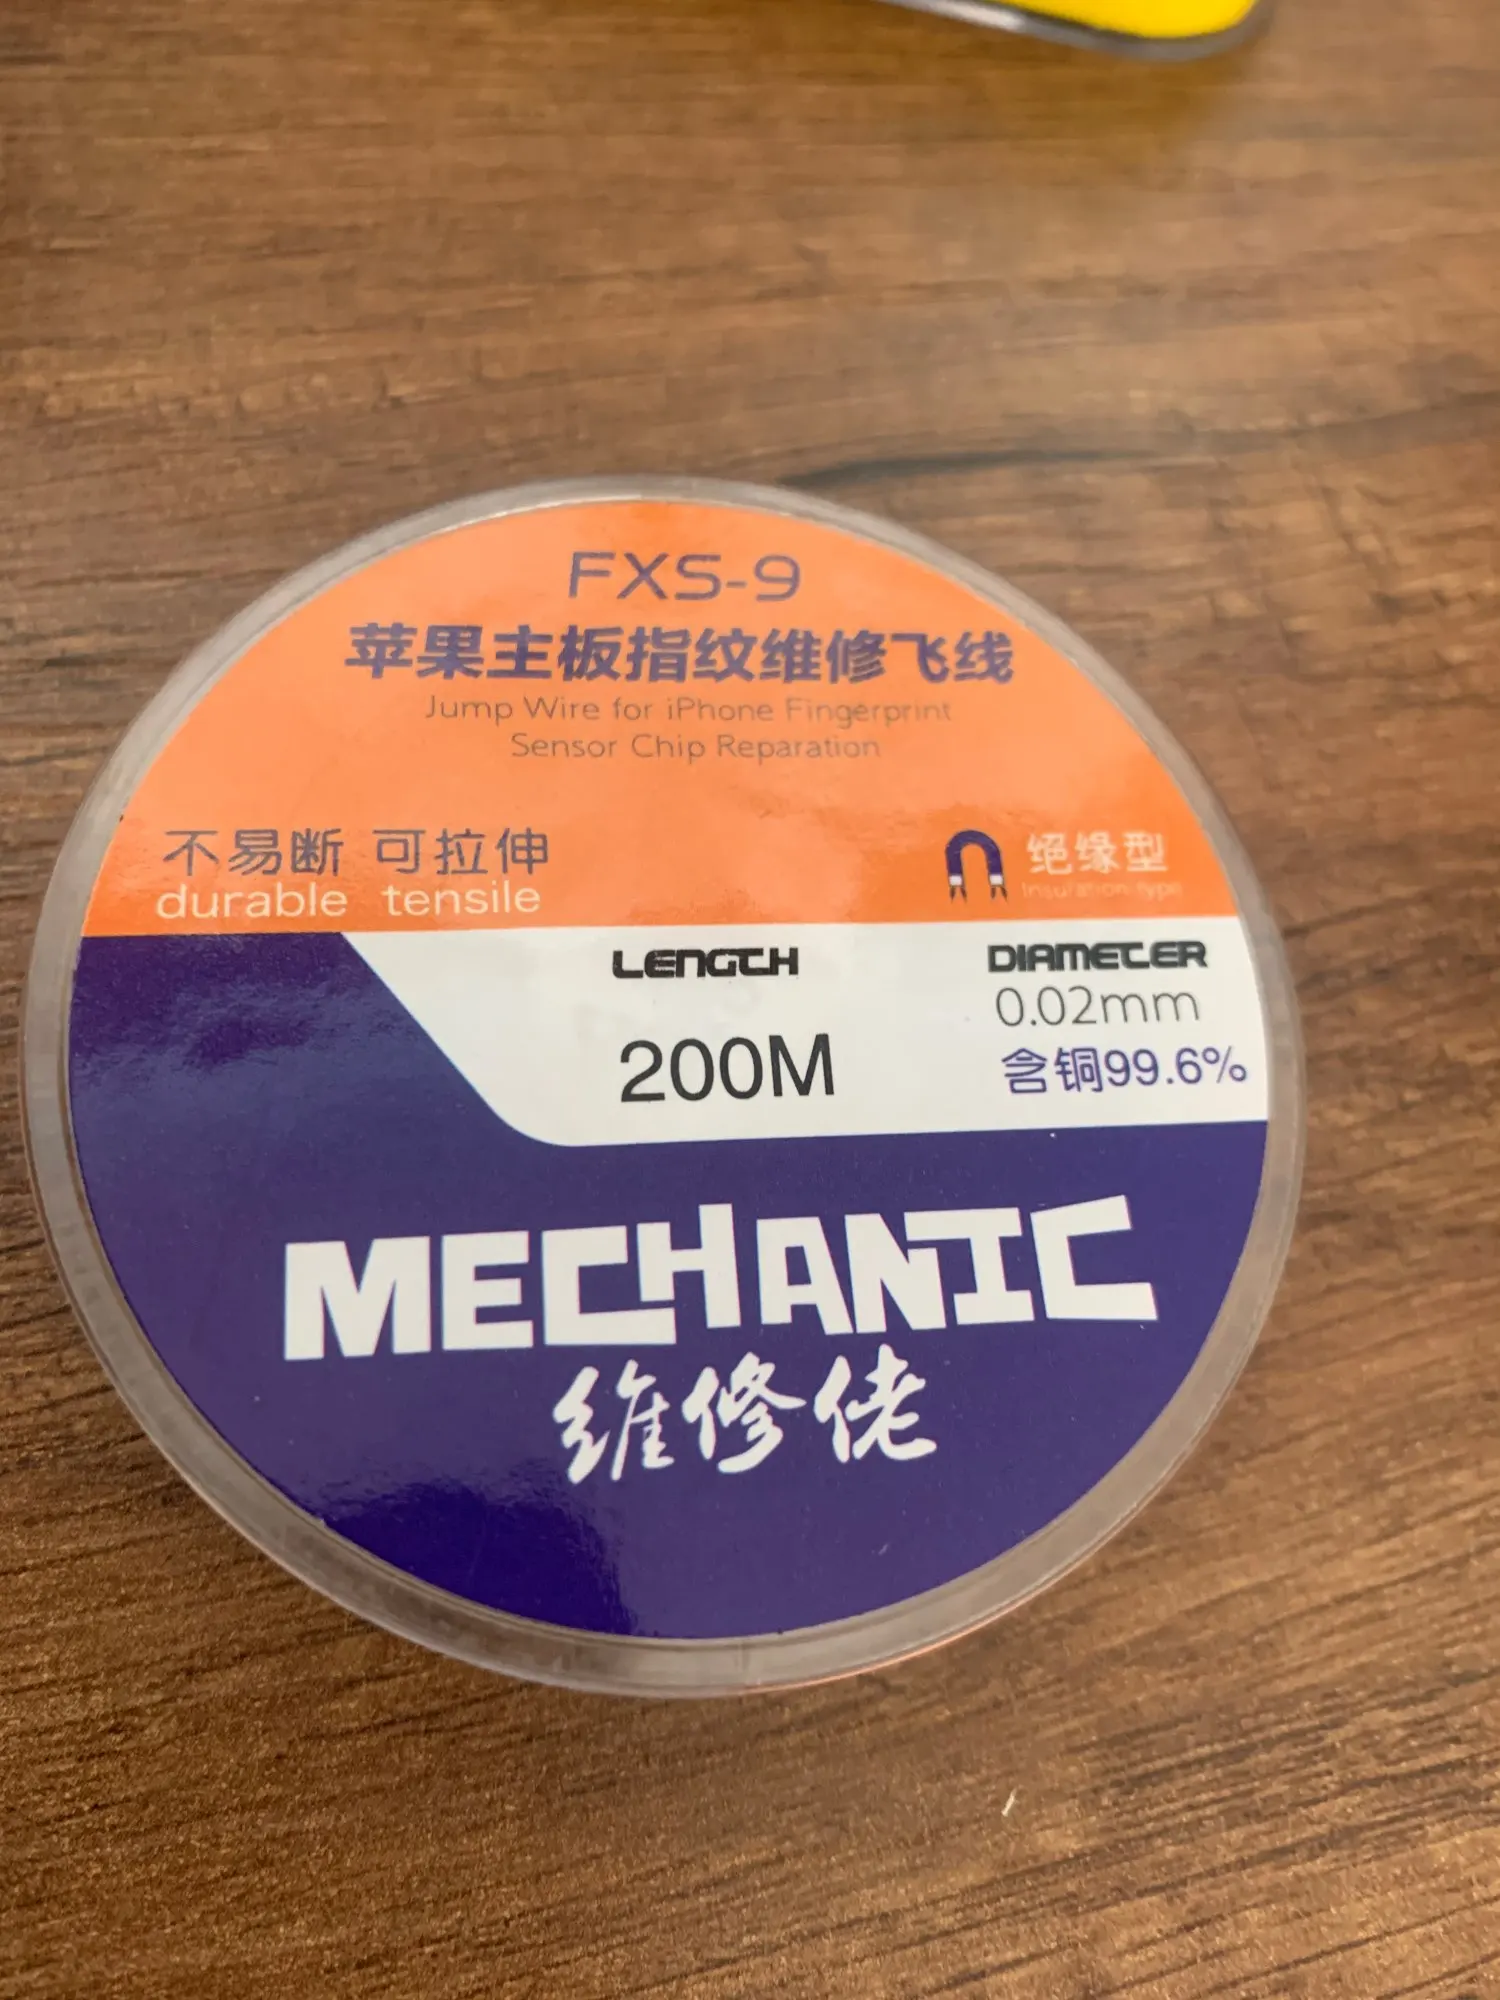 FXS-9
苹果主板指纹维修飞线
Jump Wire for iPhone Fingerprint
Sensor Chip Reparation
不易断 可拉伸
durable tensile
绝缘型
Insulation type
LENGTH
200M
DIAMETER
0.02mm
含铜99.6%
MECHANIC
维修佬